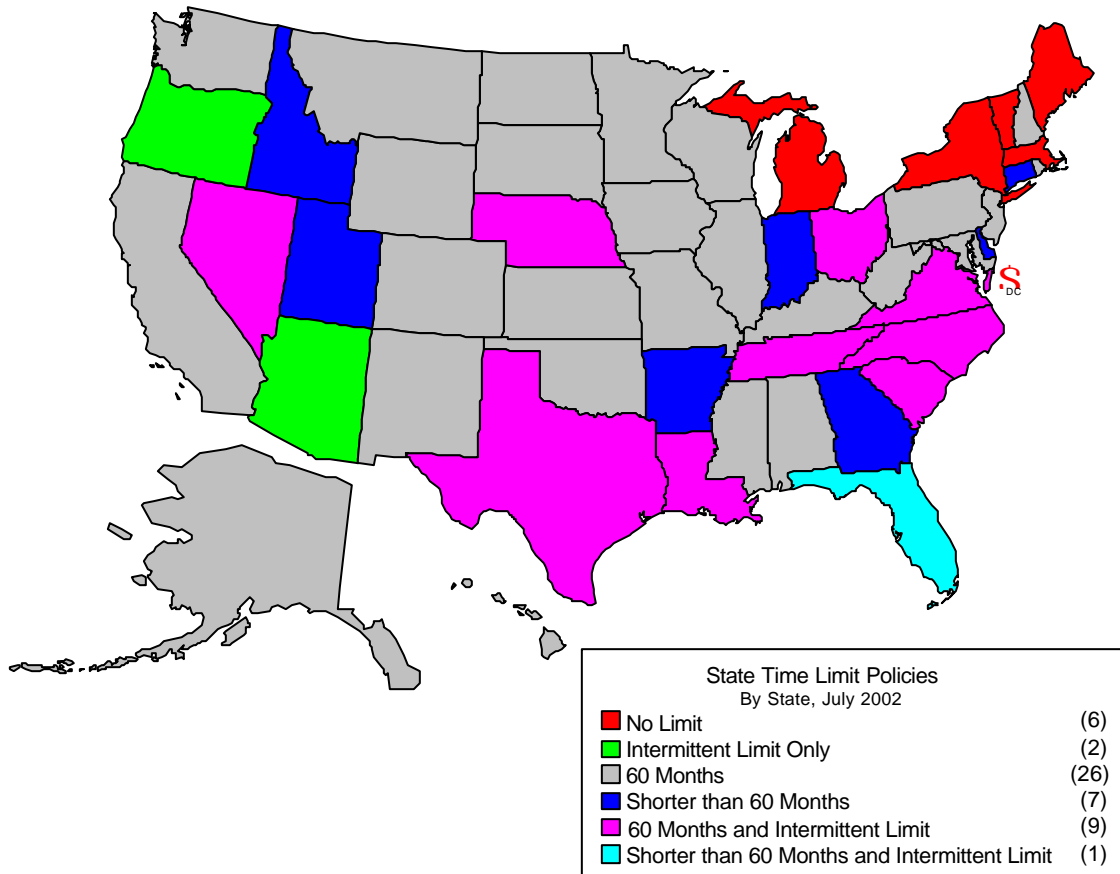 S
DC
State Time Limit Policies
By State, July 2002
No Limit (6)
Intermittent Limit Only (2)
60 Months (26)
Shorter than 60 Months (7)
60 Months and Intermittent Limit (9)
Shorter than 60 Months and Intermittent Limit (1)